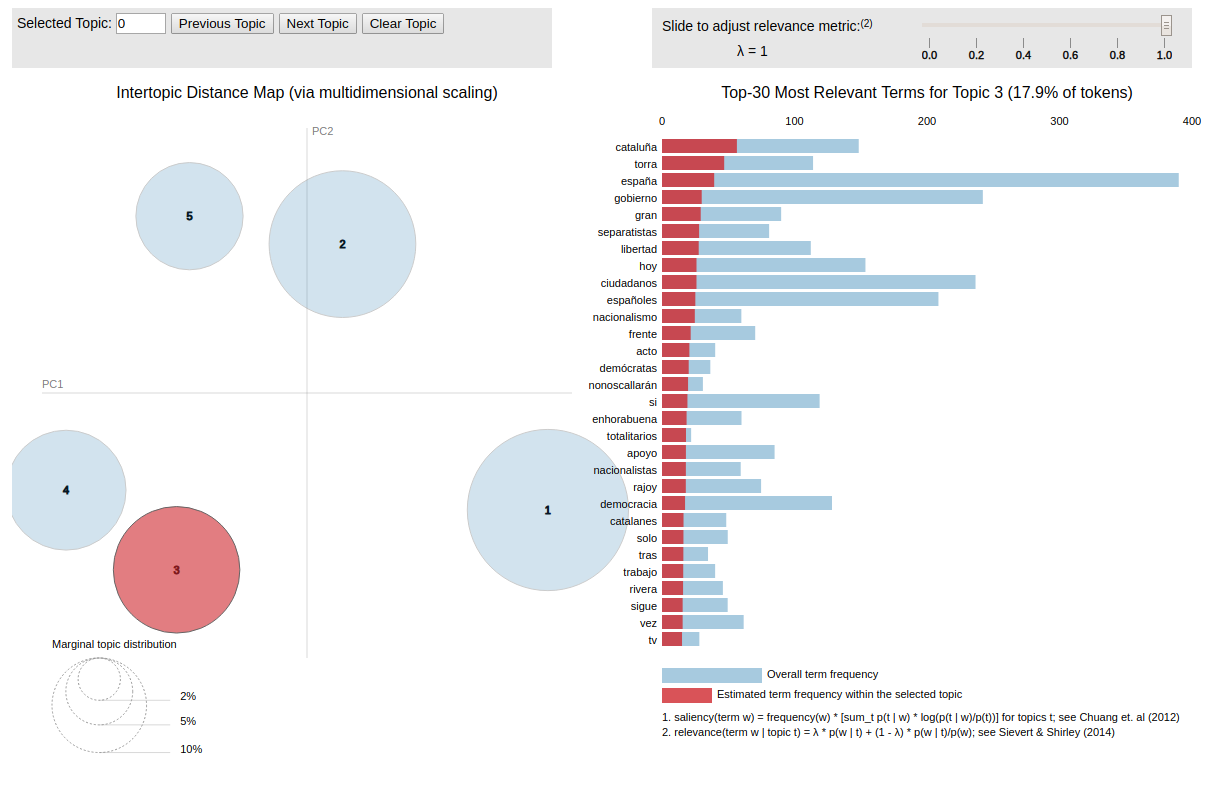 Selected Topic: 0 Previous Topic Next Topic Clear Topic
Slide to adjust relevance metric:(2)
λ = 1
0.0 0.2 0.4 0.6 0.8 1.0
Intertopic Distance Map (via multidimensional scaling)
PC2
PC1
5
2
4
1
3
Marginal topic distribution
2%
5%
10%
Top-30 Most Relevant Terms for Topic 3 (17.9% of tokens)
0 100 200 300 400
cataluña
torra
españa
gobierno
gran
separatistas
libertad
hoy
ciudadanos
españoles
nacionalismo
frente
acto
demócratas
nonoscallarán
si
enhorabuena
totalitarios
apoyo
nacionalistas
rajoy
democracia
catalanes
solo
tras
trabajo
rivera
sigue
vez
tv
Overall term frequency
Estimated term frequency within the selected topic
1. saliency(term w) = frequency(w) * [sum_t p(t | w) * log(p(t | w)/p(t))] for topics t; see Chuang et. al (2012)
2. relevance(term w | topic t) = λ * p(w | t) + (1 - λ) * p(w | t)/p(w); see Sievert & Shirley (2014)